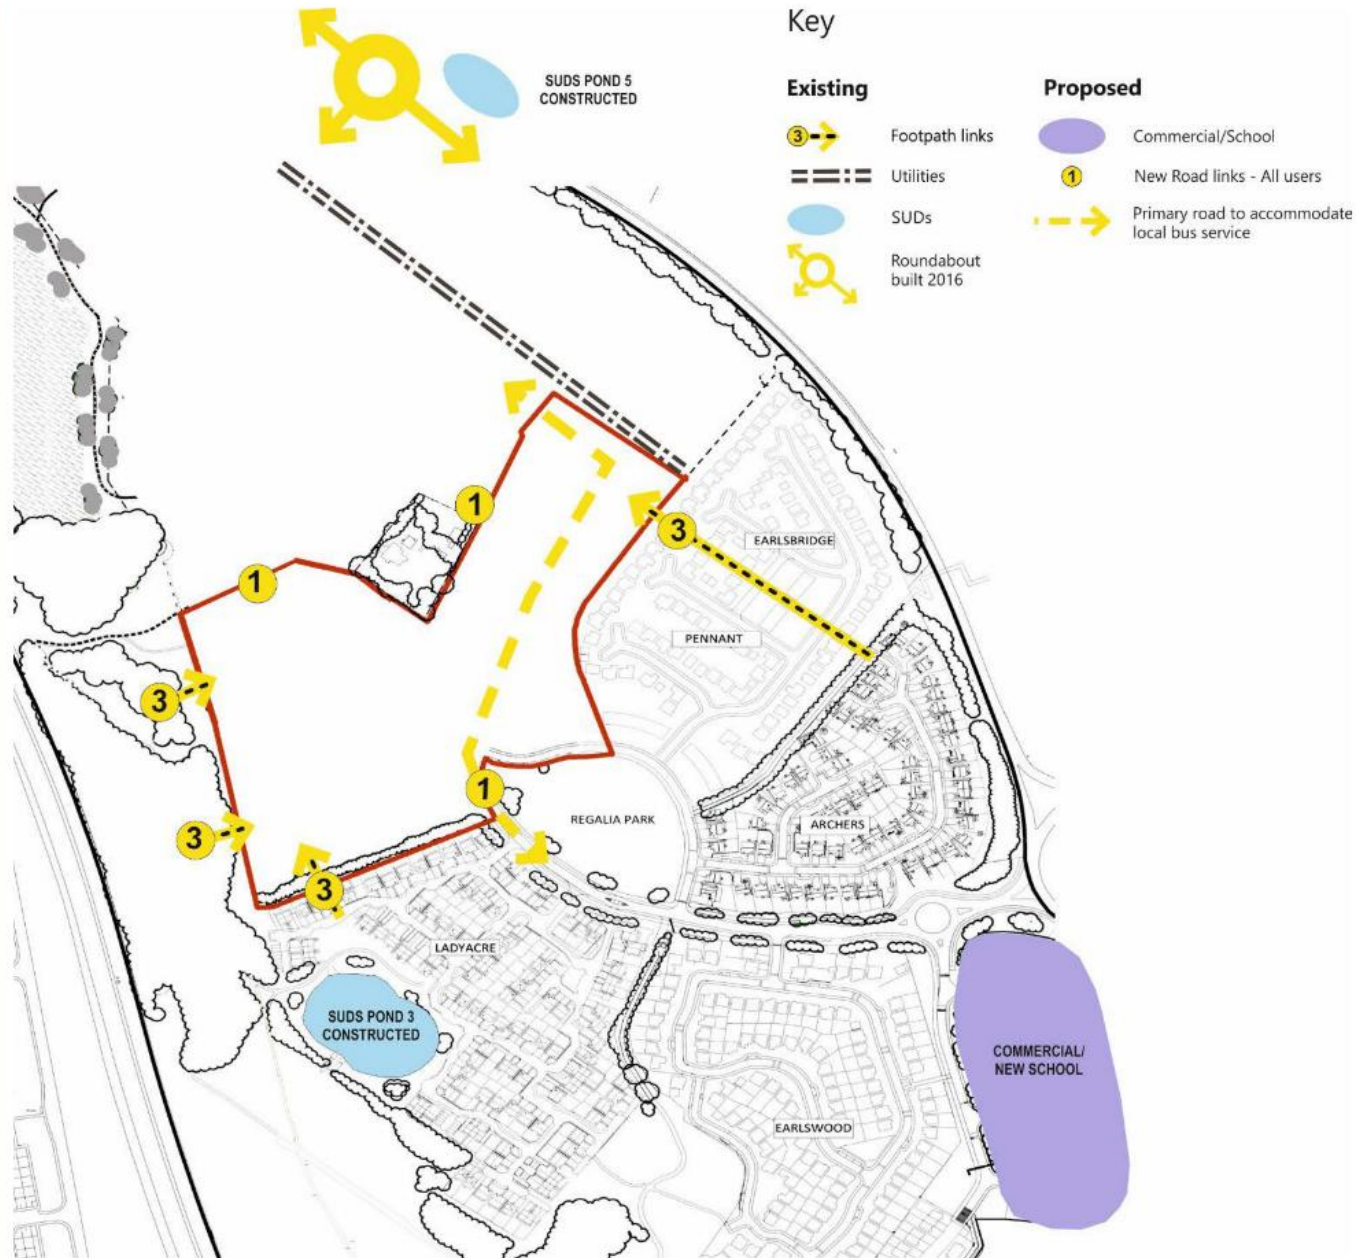 Key
SUDS POND 5
CONSTRUCTED
Existing
Proposed
3
Footpath links
Commercial/School
Utilities
1
New Road links - All users
SUDs
Primary road to accommodate
local bus service
Roundabout
built 2016
1
3
EARLSBRIDGE
1
PENNANT
3
1
REGALIA PARK
ARCHERS
3
3
LADYACRE
SUDS POND 3
CONSTRUCTED
COMMERCIAL/
NEW SCHOOL
EARLSWOOD